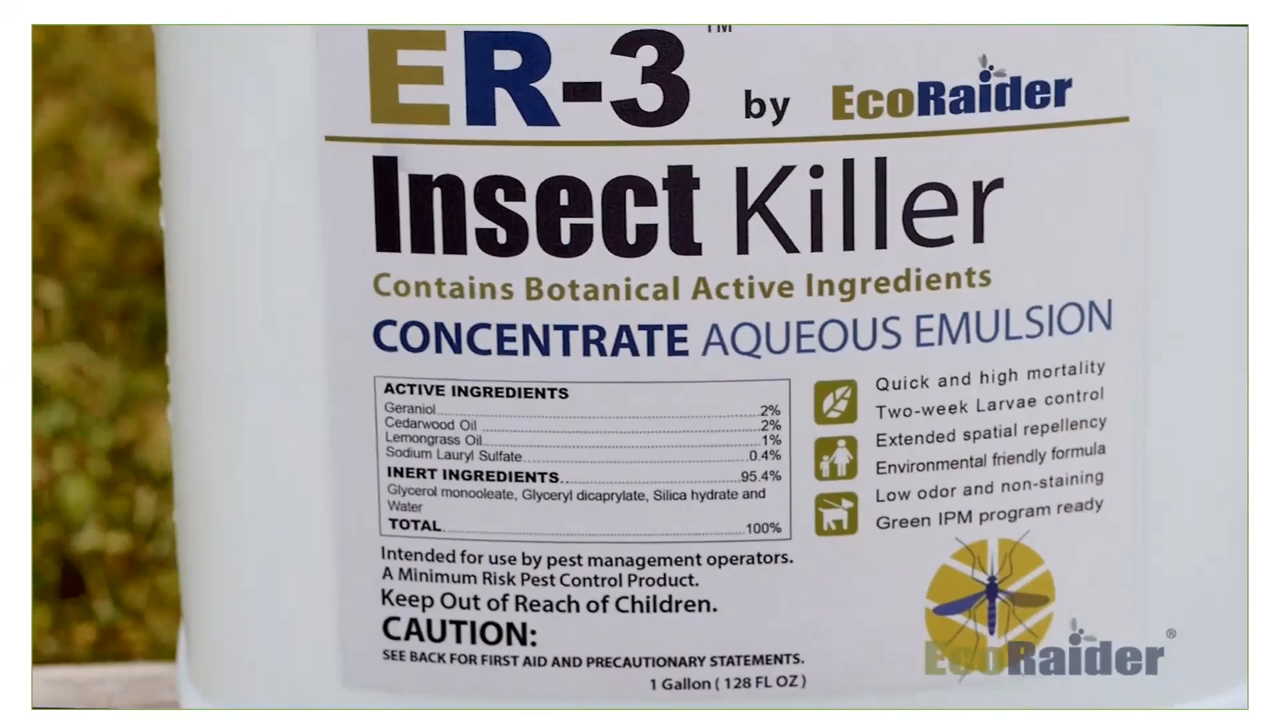 ER-3™ by EcoRaider
Insect Killer
Contains Botanical Active Ingredients
CONCENTRATE AQUEOUS EMULSION
ACTIVE INGREDIENTS
Geraniol 2%
Cedarwood Oil 2%
Lemongrass Oil 1%
Sodium Lauryl Sulfate 0.4%
INERT INGREDIENTS 95.4%
Glycerol monooleate, Glyceryl dicaprylate, Silica hydrate and
Water
TOTAL 100%
Quick and high mortality
Two-week Larvae control
Extended spatial repellency
Environmental friendly formula
Low odor and non-staining
Green IPM program ready
Intended for use by pest management operators.
A Minimum Risk Pest Control Product.
Keep Out of Reach of Children.
CAUTION:
SEE BACK FOR FIRST AID AND PRECAUTIONARY STATEMENTS.
1 Gallon ( 128 FL OZ )
EcoRaider®